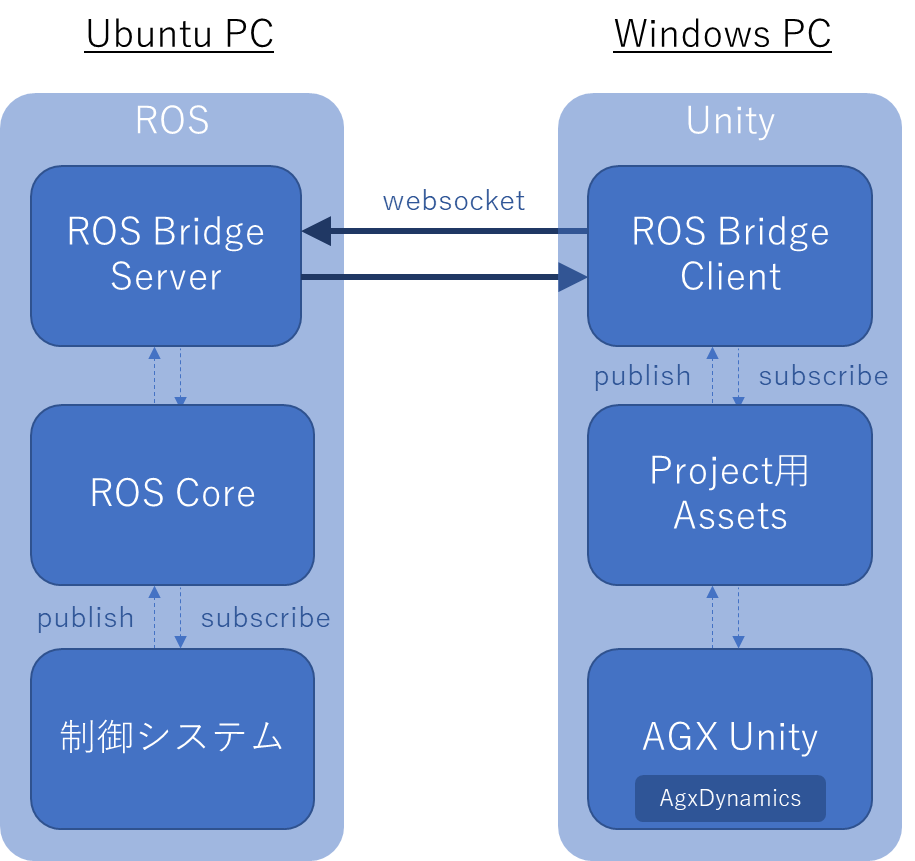 Ubuntu PC
Windows PC
ROS
Unity
ROS Bridge
Server
websocket
ROS Bridge
Client
publish
subscribe
ROS Core
Project用
Assets
publish
subscribe
制御システム
AGX Unity
AgxDynamics